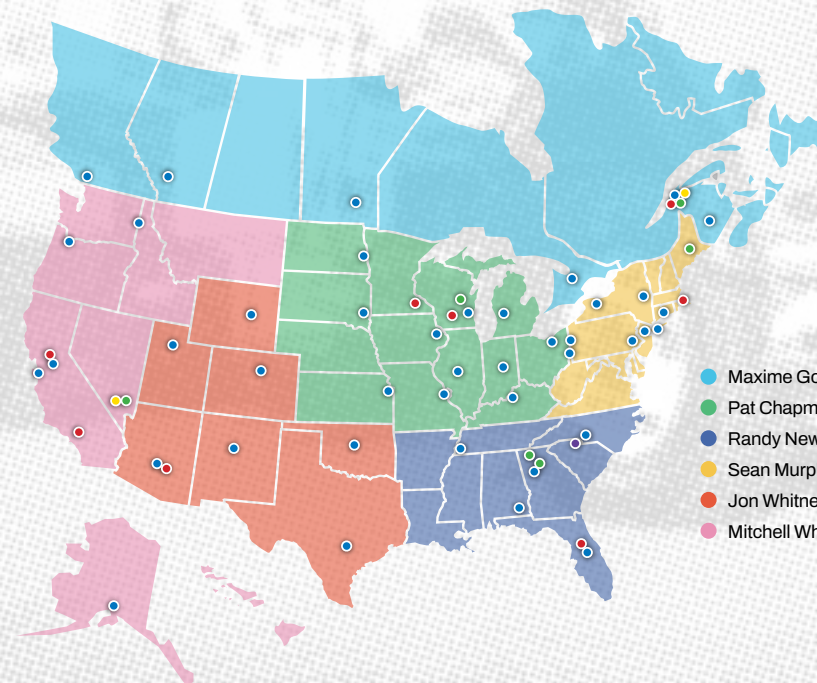 Maxime Go
Pat Chapm
Randy New
Sean Murp
Jon Whitne
Mitchell Wh